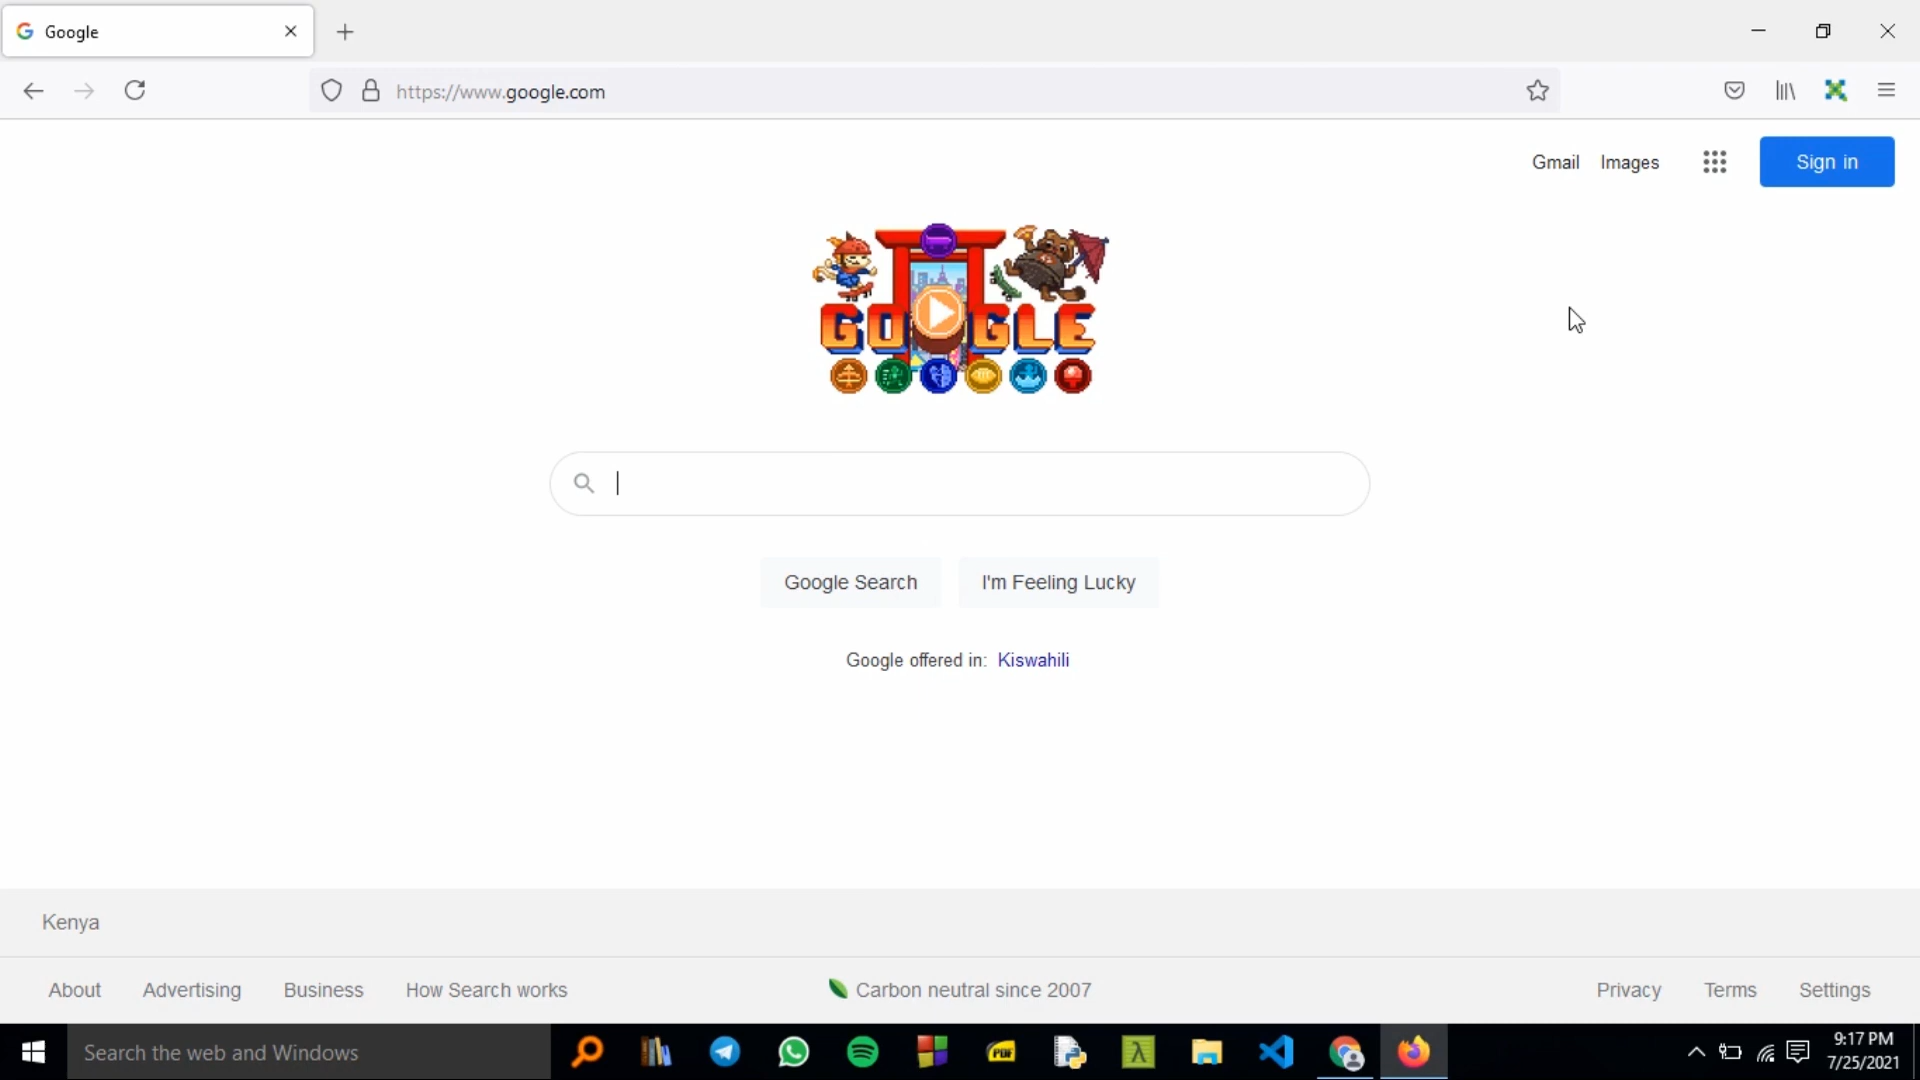 Google
https://www.google.com
Gmail Images Sign in
GOOGLE
Google Search I'm Feeling Lucky
Google offered in: Kiswahili
Kenya
About Advertising Business How Search works Carbon neutral since 2007 Privacy Terms Settings
Search the web and Windows
PDF
λ
9:17 PM
7/25/2021